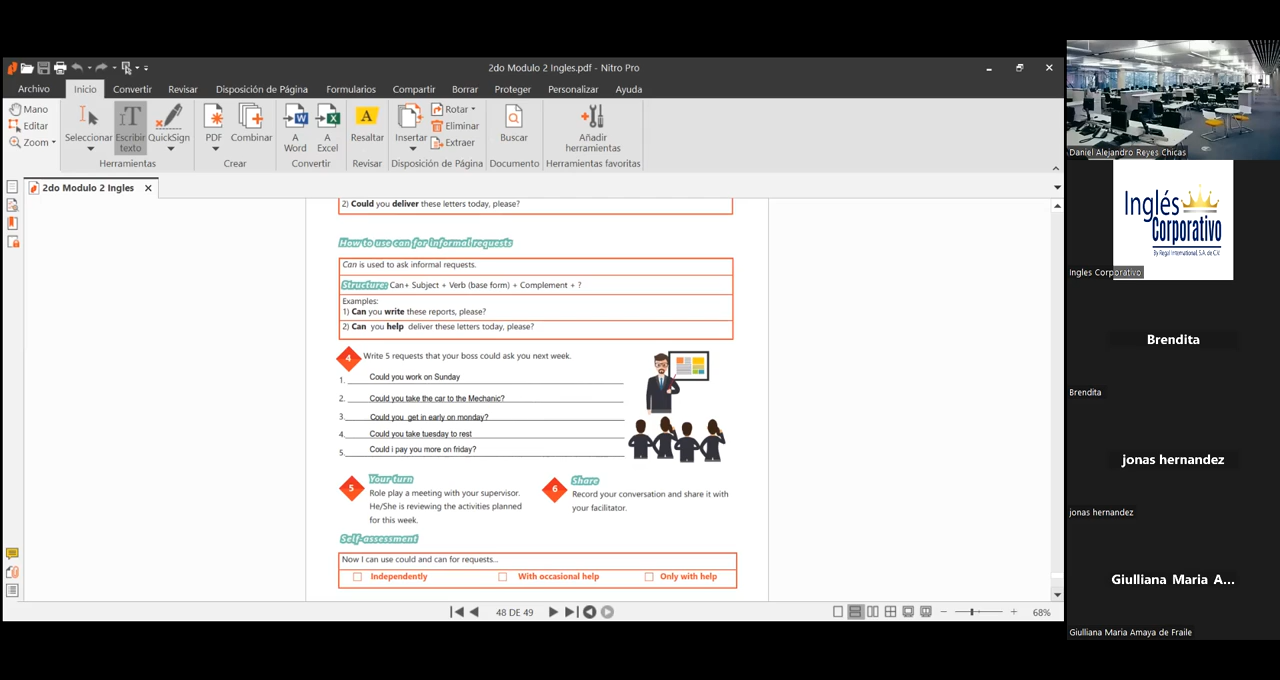 2do Modulo 2 Ingles.pdf - Nitro Pro
Archivo Inicio Convertir Revisar Disposición de Página Formularios Compartir Borrar Proteger Personalizar Ayuda
Mano
Editar
Zoom
Seleccionar
Escribir texto
QuickSign
Herramientas
PDF
Combinar
Crear
A Word
A Excel
Convertir
Resaltar
Revisar
Insertar
Rotar
Eliminar
Extraer
Disposición de Página
Buscar
Documento
Añadir herramientas
Herramientas favoritas
2do Modulo 2 Ingles
2) Could you deliver these letters today, please?
How to use can for informal requests
Can is used to ask informal requests.
Structure: Can+ Subject + Verb (base form) + Complement + ?
Examples:
1) Can you write these reports, please?
2) Can you help deliver these letters today, please?
4 Write 5 requests that your boss could ask you next week.
1. Could you work on Sunday
2. Could you take the car to the Mechanic?
3. Could you get in early on monday?
4. Could you take tuesday to rest
5. Could i pay you more on friday?
5 Your turn
Role play a meeting with your supervisor.
He/She is reviewing the activities planned
for this week.
6 Share
Record your conversation and share it with
your facilitator.
Self-assessment
Now I can use could and can for requests...
Independently With occasional help Only with help
48 DE 49
68%
Daniel Alejandro Reyes Chicas
Inglés
Corporativo
By Regal International, S.A. de C.V.
Ingles Corporativo
Brendita
Brendita
jonas hernandez
jonas hernandez
Giulliana Maria A...
Giulliana Maria Amaya de Fraile